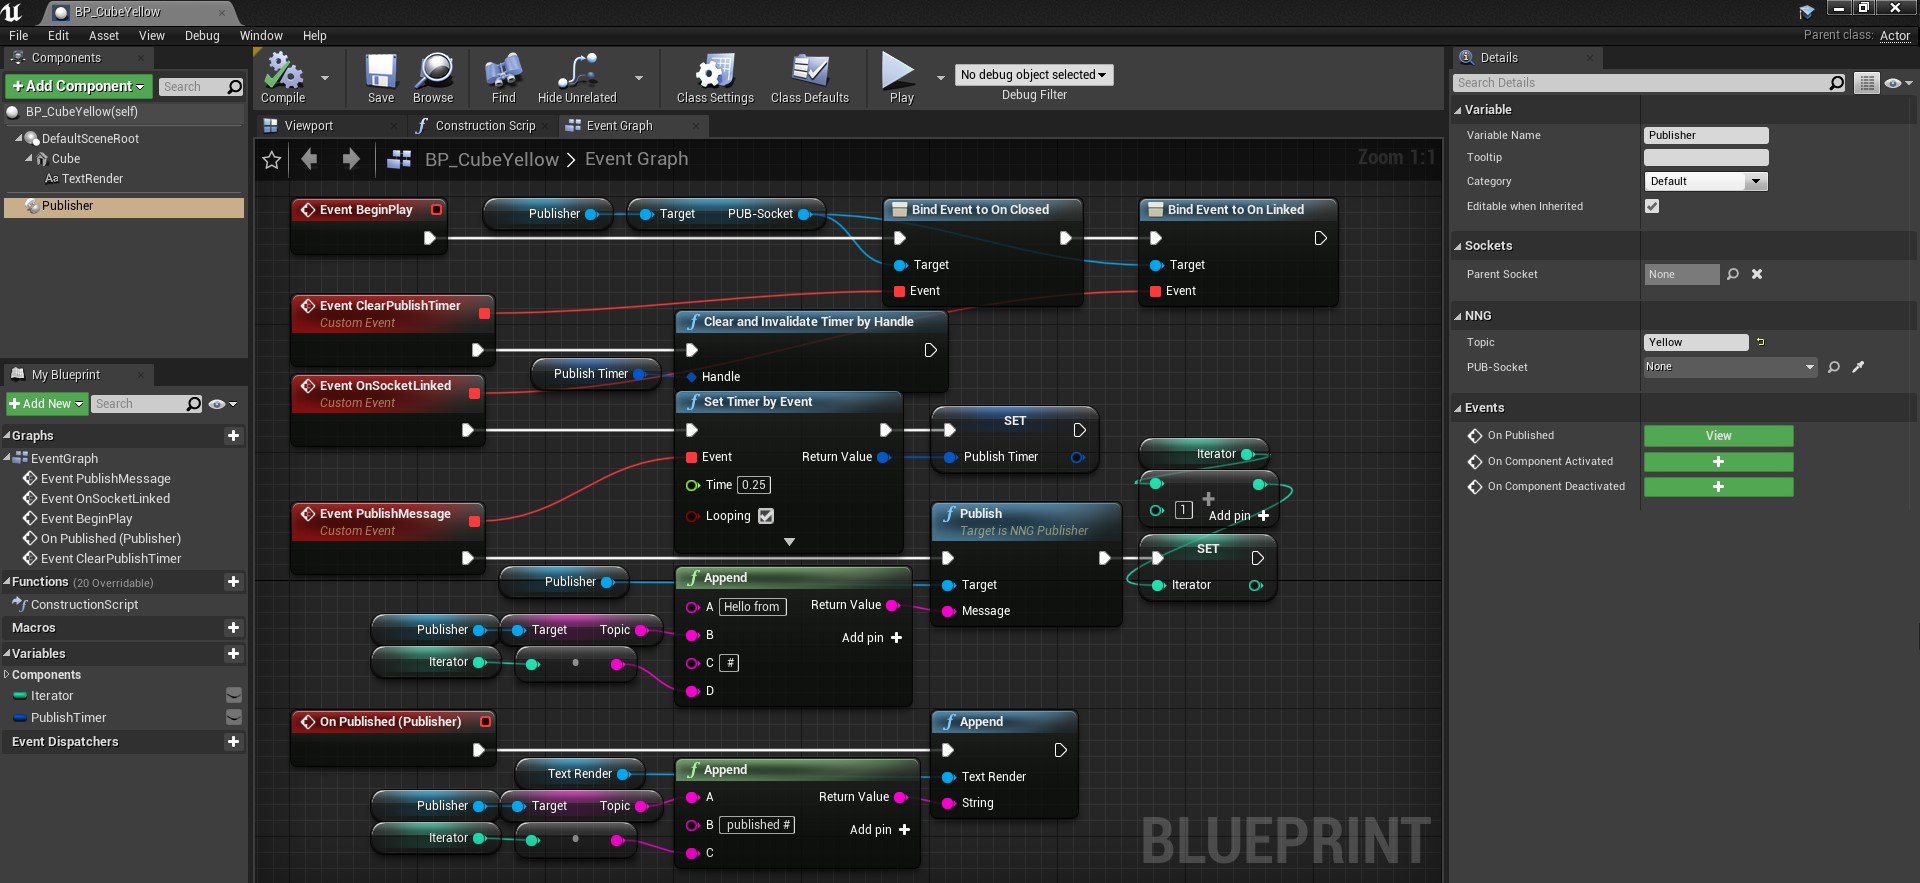 BP_CubeYellow
File Edit Asset View Debug Window Help
Parent class: Actor
Components
+Add Component
Search
BP_CubeYellow(self)
DefaultSceneRoot
Cube
Aa TextRender
Publisher
My Blueprint
+Add New
Search
Graphs
EventGraph
Event PublishMessage
Event OnSocketLinked
Event BeginPlay
On Published (Publisher)
Event ClearPublishTimer
Functions (20 Overridable)
ConstructionScript
Macros
Variables
Components
Iterator
PublishTimer
Event Dispatchers
Compile
Save
Browse
Find
Hide Unrelated
Class Settings
Class Defaults
Play
No debug object selected
Debug Filter
Viewport
Construction Scrip
Event Graph
BP_CubeYellow > Event Graph
Zoom 1:1
Event BeginPlay
Publisher
Target PUB-Socket
Bind Event to On Closed
Target
Event
Bind Event to On Linked
Target
Event
Event ClearPublishTimer
Custom Event
Clear and Invalidate Timer by Handle
Publish Timer
Handle
Event OnSocketLinked
Custom Event
Set Timer by Event
Event Return Value
Time 0.25
Looping
SET
Publish Timer
Iterator
1
Add pin +
SET
Iterator
Event PublishMessage
Custom Event
Publish
Target is NNG Publisher
Target
Message
Publisher
Append
A Hello from Return Value
B
Add pin +
C #
D
Publisher
Target Topic
Iterator
On Published (Publisher)
Append
Text Render
String
Text Render
Append
A Return Value
B published #
Add pin +
C
Publisher
Target Topic
Iterator
BLUEPRINT
Details
Search Details
Variable
Variable Name Publisher
Tooltip
Category Default
Editable when Inherited
Sockets
Parent Socket None
NNG
Topic Yellow
PUB-Socket None
Events
On Published View
On Component Activated +
On Component Deactivated +